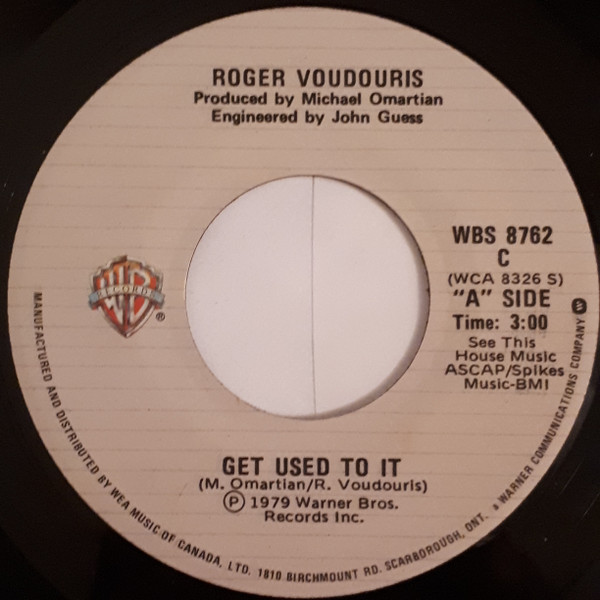 ROGER VOUDOURIS
Produced by Michael Omartian
Engineered by John Guess
WBS 8762
C
(WCA 8326 S)
"A" SIDE
Time: 3:00
See This
House Music
ASCAP/Spikes
Music-BMI
WB
RECORDS
®
GET USED TO IT
(M. Omartian/R. Voudouris)
Ⓟ 1979 Warner Bros.
Records Inc.
MANUFACTURED AND DISTRIBUTED BY WEA MUSIC OF CANADA, LTD. 1810 BIRCHMOUNT RD. SCARBOROUGH, ONT. a WARNER COMMUNICATIONS COMPANY